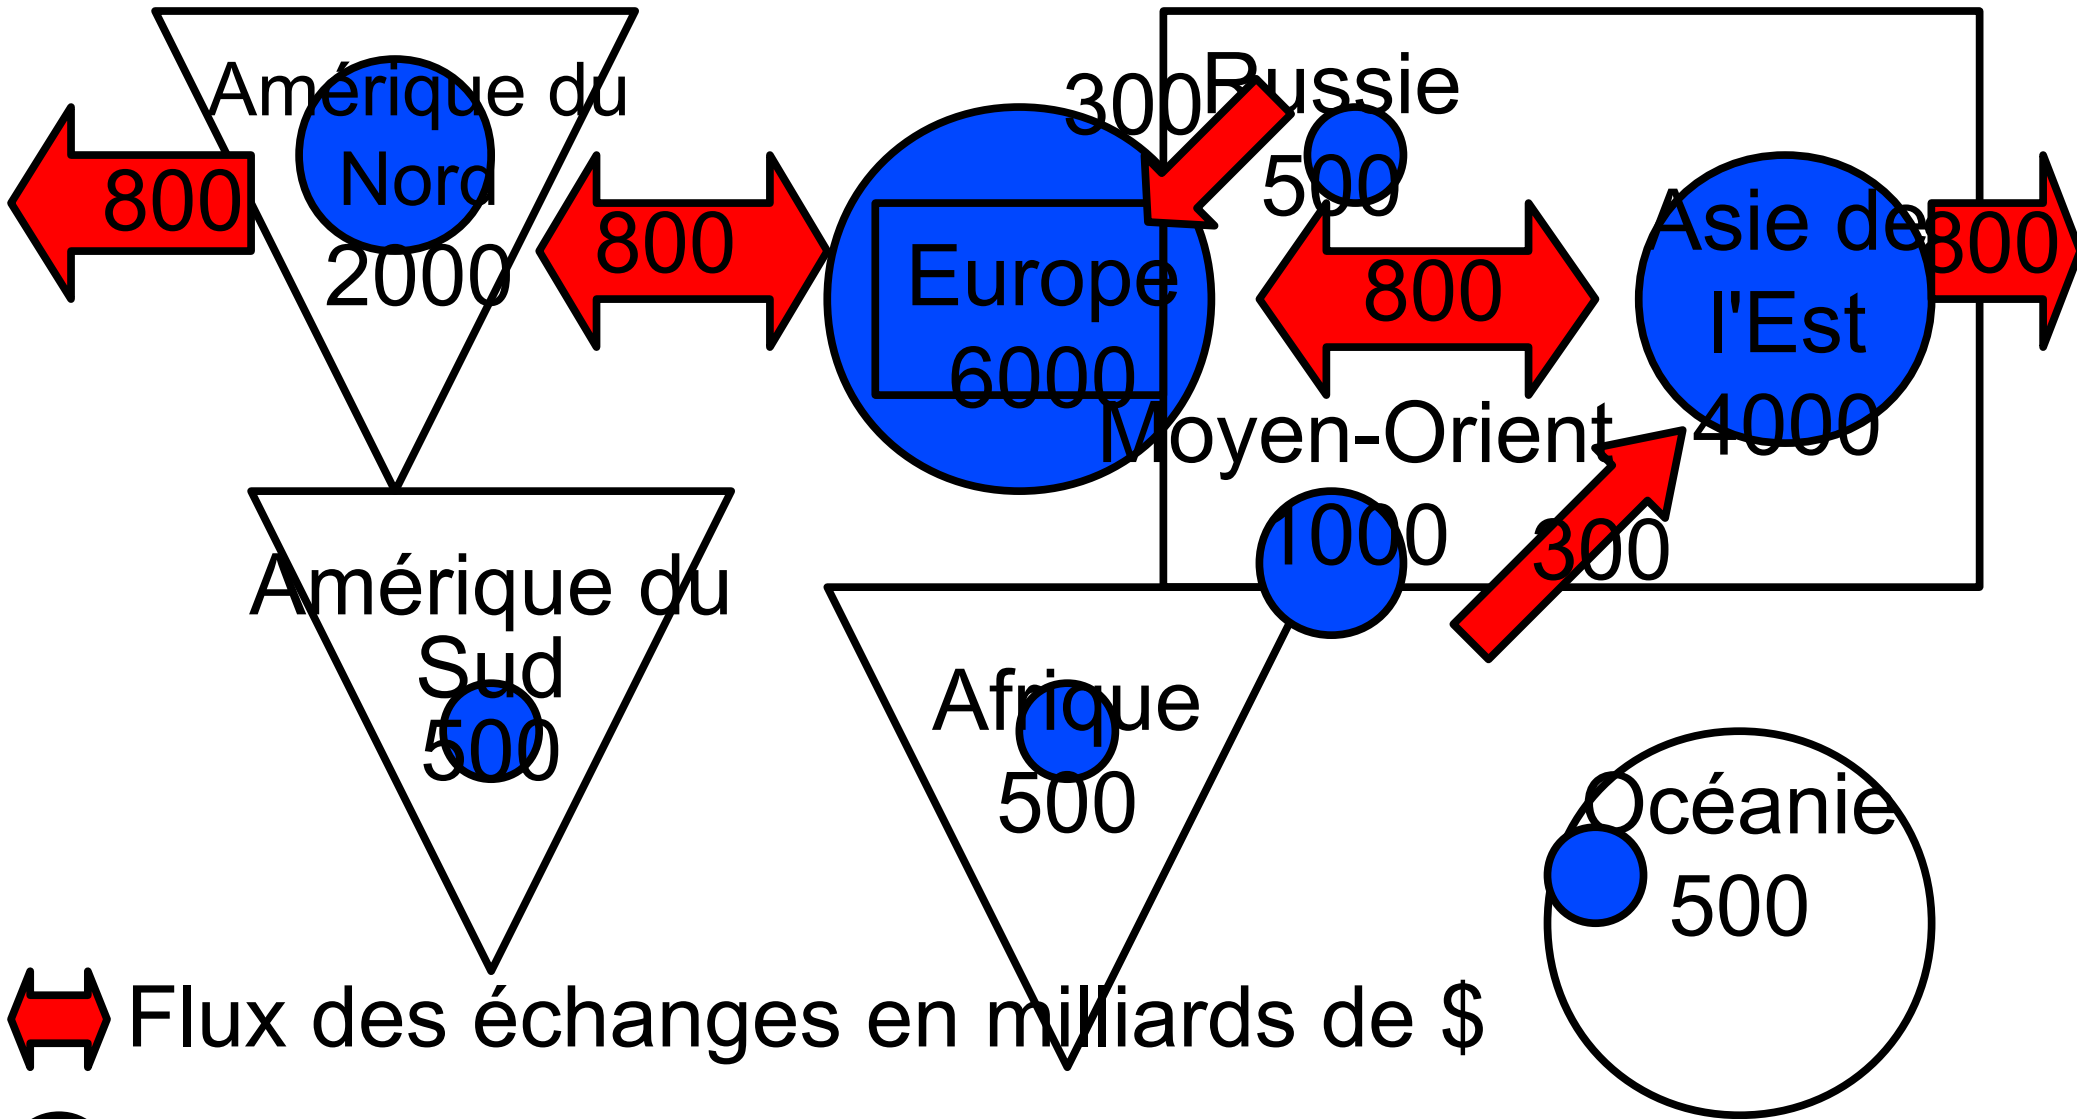 Amérique du
Nord
2000
800
800
300
Russie
500
Europe
6000
800
Asie de
l'Est
4000
800
Moyen-Orient
1000
300
Amérique du
Sud
500
Afrique
500
Océanie
500
Flux des échanges en milliards de $